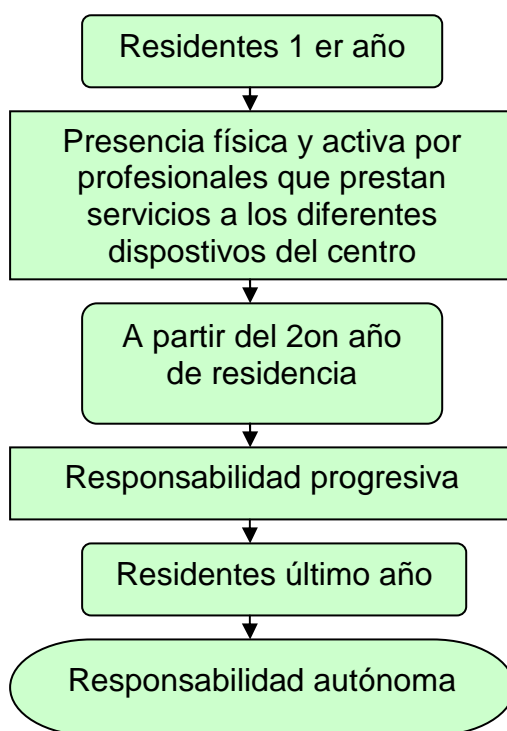 Residentes 1 er año
Presencia física y activa por
profesionales que prestan
servicios a los diferentes
dispostivos del centro
A partir del 2on año
de residencia
Responsabilidad progresiva
Residentes último año
Responsabilidad autónoma